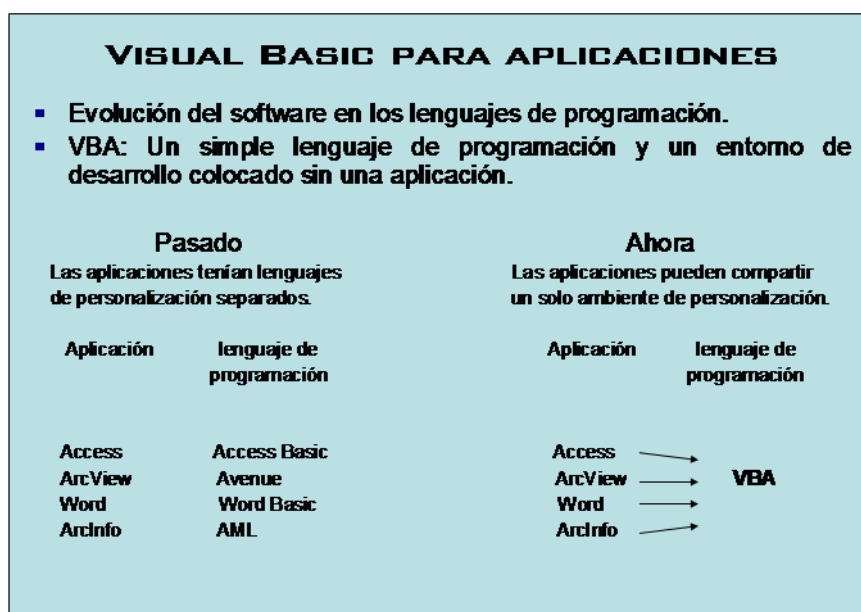 VISUAL BASIC PARA APLICACIONES
Evolución del software en los lenguajes de programación.
VBA: Un simple lenguaje de programación y un entorno de
desarrollo colocado sin una aplicación.
Pasado
Las aplicaciones tenían lenguajes
de personalización separados.
Aplicación lenguaje de
programación
Access Access Basic
ArcView Avenue
Word Word Basic
ArcInfo AML
Ahora
Las aplicaciones pueden compartir
un solo ambiente de personalización.
Aplicación lenguaje de
programación
Access
ArcView VBA
Word
ArcInfo